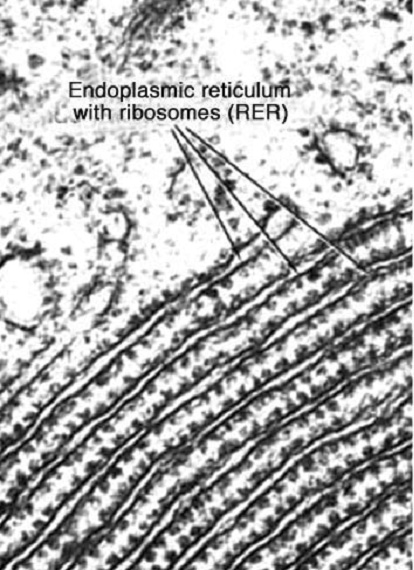 Endoplasmic reticulum
with ribosomes (RER)